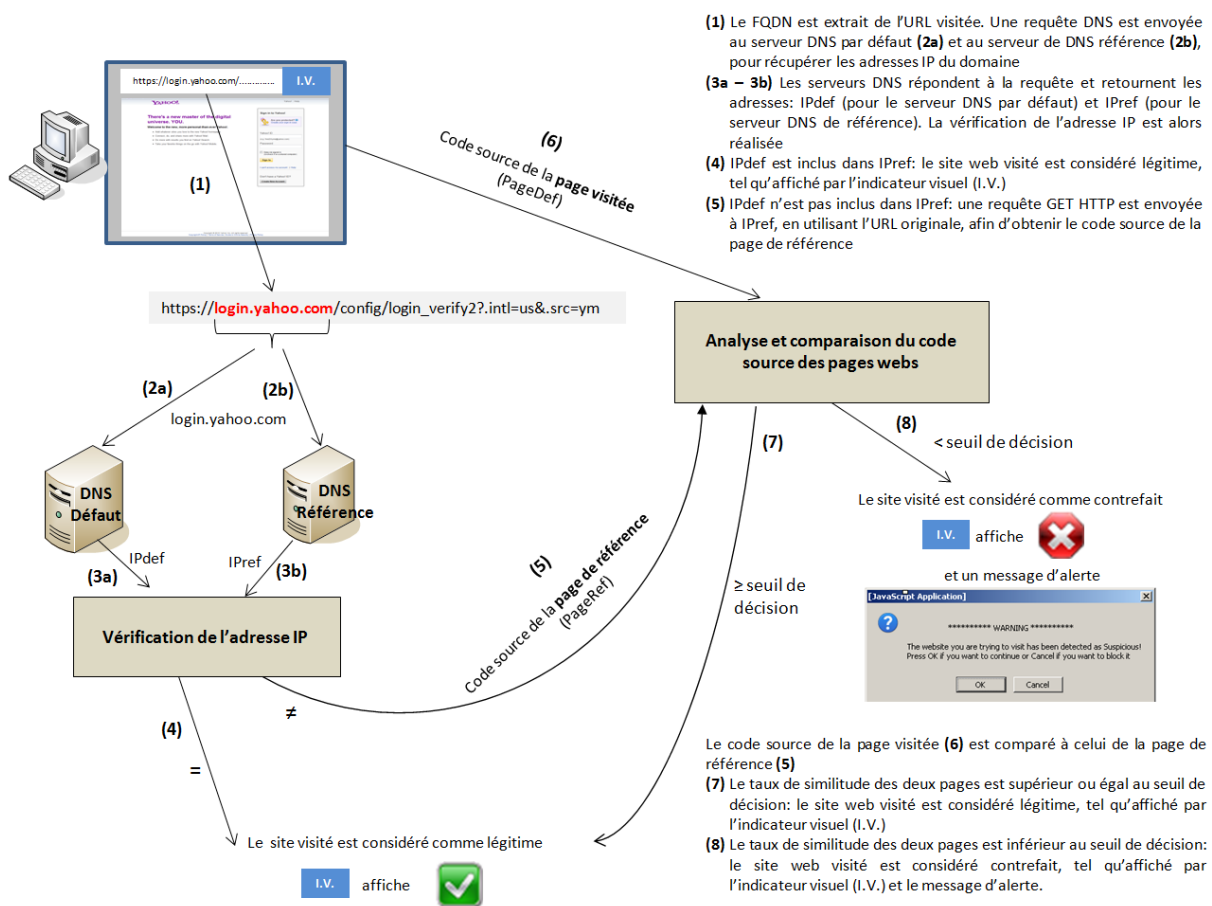 (1) Le FQDN est extrait de l'URL visitée. Une requête DNS est envoyée
au serveur DNS par défaut (2a) et au serveur de DNS référence (2b),
pour récupérer les adresses IP du domaine
(3a – 3b) Les serveurs DNS répondent à la requête et retournent les
adresses: IPdef (pour le serveur DNS par défaut) et IPref (pour le
serveur DNS de référence). La vérification de l'adresse IP est alors
réalisée
(4) IPdef est inclus dans IPref: le site web visité est considéré légitime,
tel qu'affiché par l'indicateur visuel (I.V.)
(5) IPdef n'est pas inclus dans IPref: une requête GET HTTP est envoyée
à IPref, en utilisant l'URL originale, afin d'obtenir le code source de la
page de référence
https://login.yahoo.com/..............
I.V.
YAHOO!
There's a new master of the digital
universe: YOU.
(1)
(6)
Code source de la page visitée
(PageDef)
https://login.yahoo.com/config/login_verify2?.intl=us&.src=ym
Analyse et comparaison du code
source des pages webs
(2a)
(2b)
login.yahoo.com
DNS
Défaut
DNS
Référence
IPdef
IPref
(3a)
(3b)
Vérification de l'adresse IP
(5)
Code source de la page de référence
(PageRef)
(7)
≥ seuil de
décision
(8)
< seuil de décision
Le site visité est considéré comme contrefait
I.V. affiche
et un message d'alerte
[JavaScript Application]
********** WARNING **********
The website you are trying to visit has been detected as Suspicious!
Press OK if you want to continue or Cancel if you want to block it
OK Cancel
(4)
=
≠
Le site visité est considéré comme légitime
I.V. affiche
Le code source de la page visitée (6) est comparé à celui de la page de
référence (5)
(7) Le taux de similitude des deux pages est supérieur ou égal au seuil de
décision: le site web visité est considéré légitime, tel qu'affiché par
l'indicateur visuel (I.V.)
(8) Le taux de similitude des deux pages est inférieur au seuil de décision:
le site web visité est considéré contrefait, tel qu'affiché par
l'indicateur visuel (I.V.) et le message d'alerte.